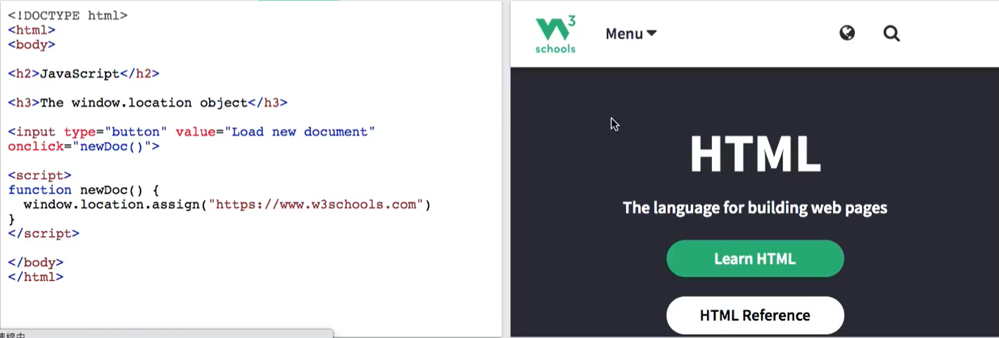 <!DOCTYPE html>
<html>
<body>
<h2>JavaScript</h2>
<h3>The window.location object</h3>
<input type="button" value="Load new document"
onclick="newDoc()">
<script>
function newDoc() {
  window.location.assign("https://www.w3schools.com")
}
</script>
</body>
</html>
W3
schools
Menu
HTML
The language for building web pages
Learn HTML
HTML Reference